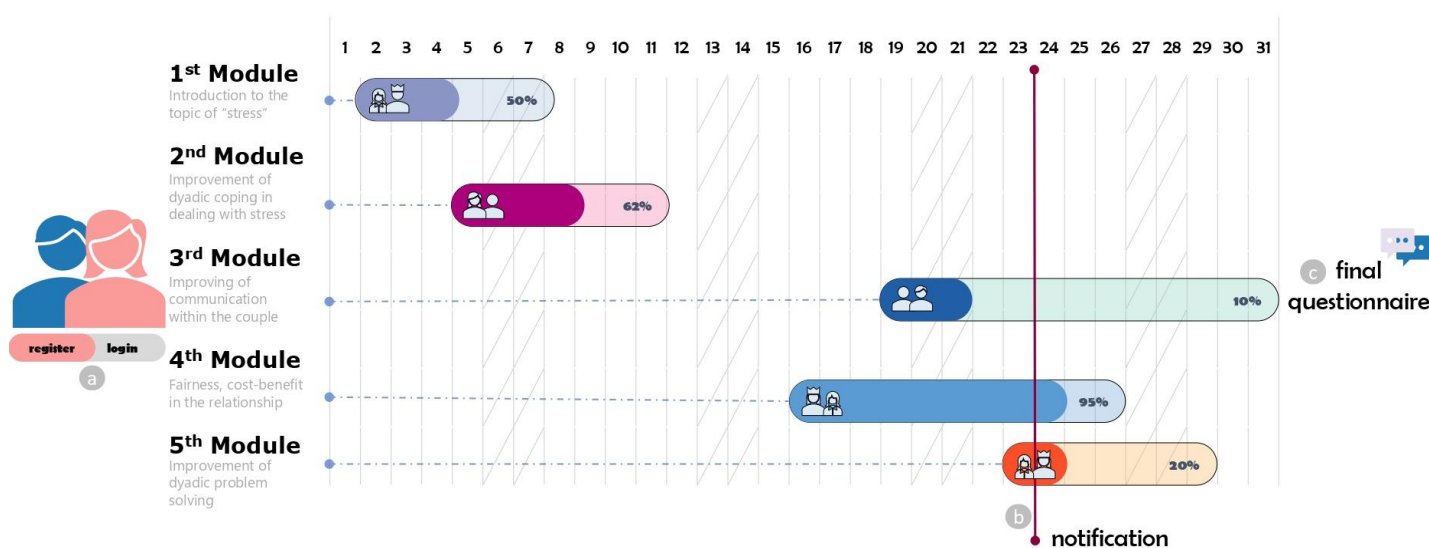 1 2 3 4 5 6 7 8 9 10 11 12 13 14 15 16 17 18 19 20 21 22 23 24 25 26 27 28 29 30 31
1st Module
Introduction to the
topic of "stress"
50%
2nd Module
Improvement of
dyadic coping in
dealing with stress
62%
3rd Module
Improving of
communication
within the couple
10%
c final
questionnaire
register login
a
4th Module
Fairness, cost-benefit
in the relationship
95%
5th Module
Improvement of
dyadic problem
solving
20%
b
notification